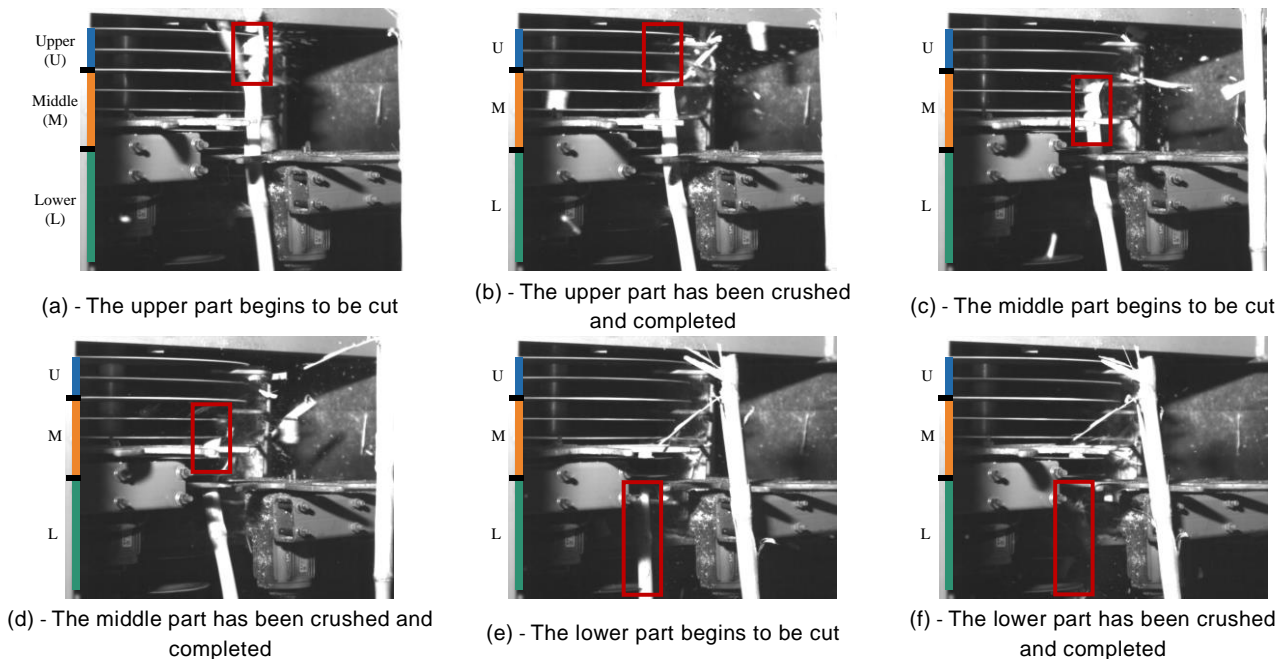 Upper
(U)
Middle
(M)
Lower
(L)
(a) - The upper part begins to be cut
U
M
L
(b) - The upper part has been crushed
and completed
U
M
L
(c) - The middle part begins to be cut
U
M
L
(d) - The middle part has been crushed and
completed
U
M
L
(e) - The lower part begins to be cut
U
M
L
(f) - The lower part has been crushed
and completed